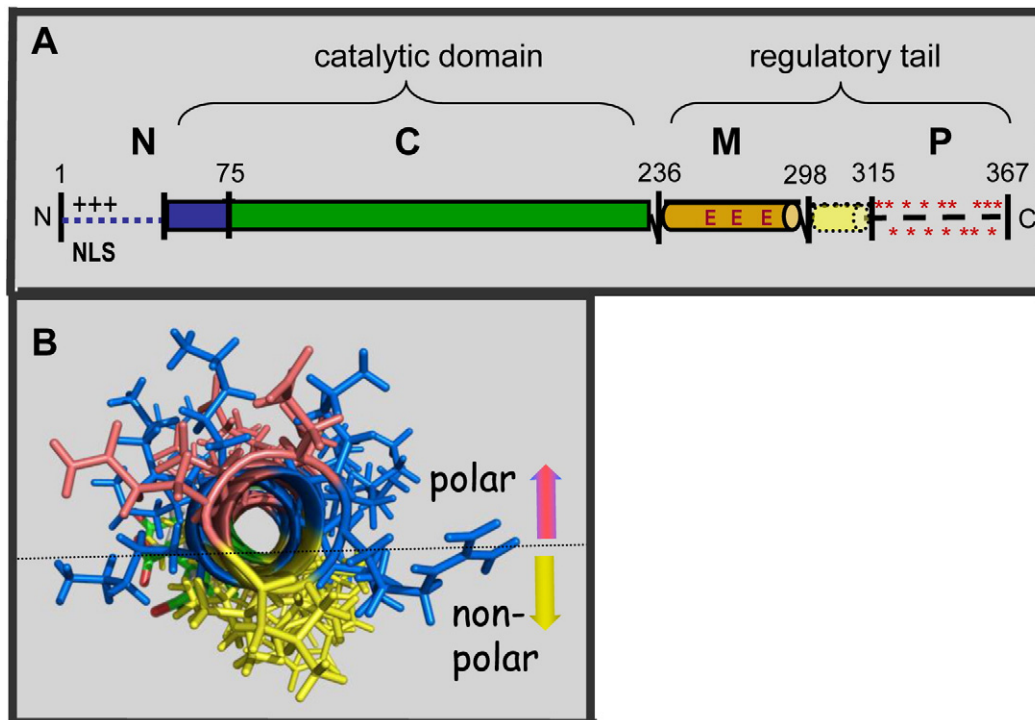 A
catalytic domain regulatory tail
N C M P
1 75 236 298 315 367
N +++ E E E ** * * ** *** C
NLS * * * * ** *
B
polar
non-
polar